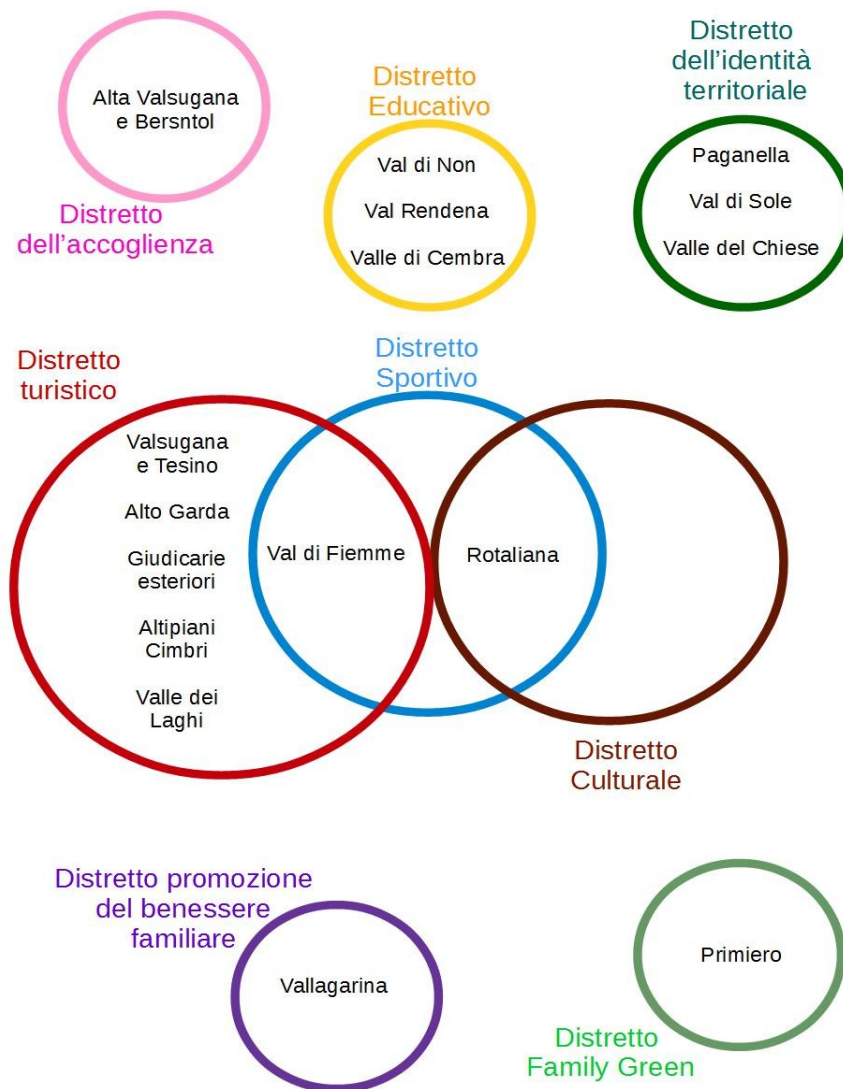 Alta Valsugana
e Bersntol
Distretto
dell'accoglienza
Distretto
Educativo
Val di Non
Val Rendena
Valle di Cembra
Distretto
dell'identità
territoriale
Paganella
Val di Sole
Valle del Chiese
Distretto
turistico
Valsugana
e Tesino
Alto Garda
Giudicarie
esteriori
Altipiani
Cimbri
Valle dei
Laghi
Distretto
Sportivo
Val di Fiemme
Rotaliana
Distretto
Culturale
Distretto promozione
del benessere
familiare
Vallagarina
Primiero
Distretto
Family Green